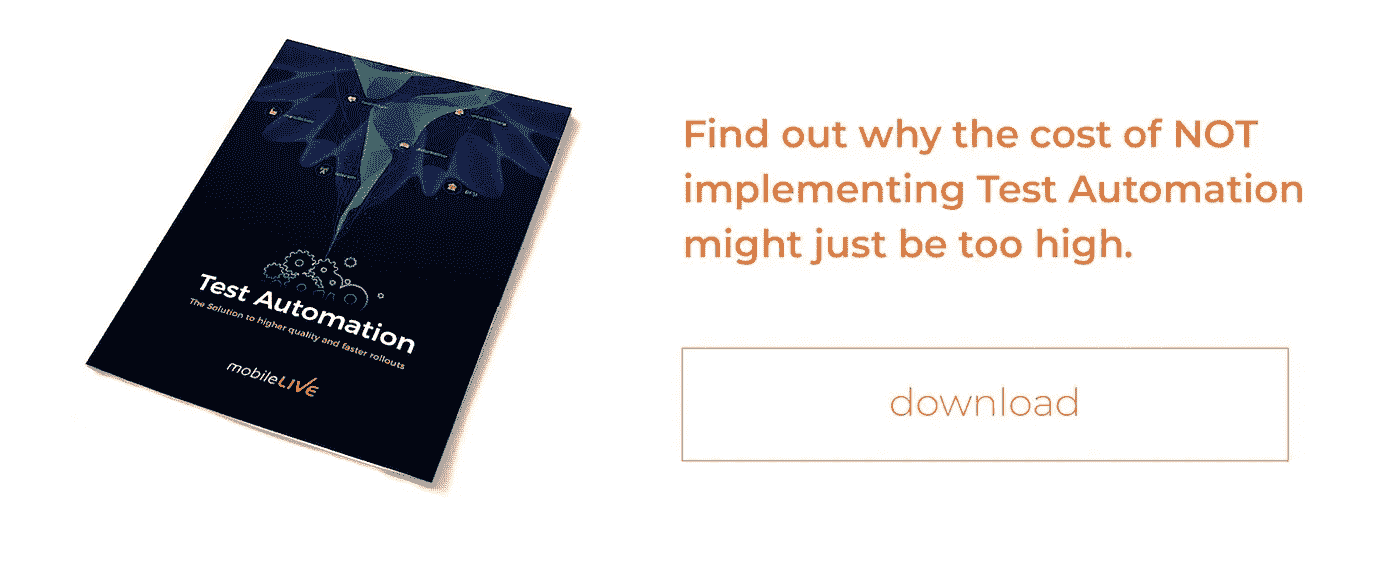 Find out why the cost of NOT
implementing Test Automation
might just be too high.
download
Test Automation
The Solution to higher quality and faster rollouts
mobileLIVE